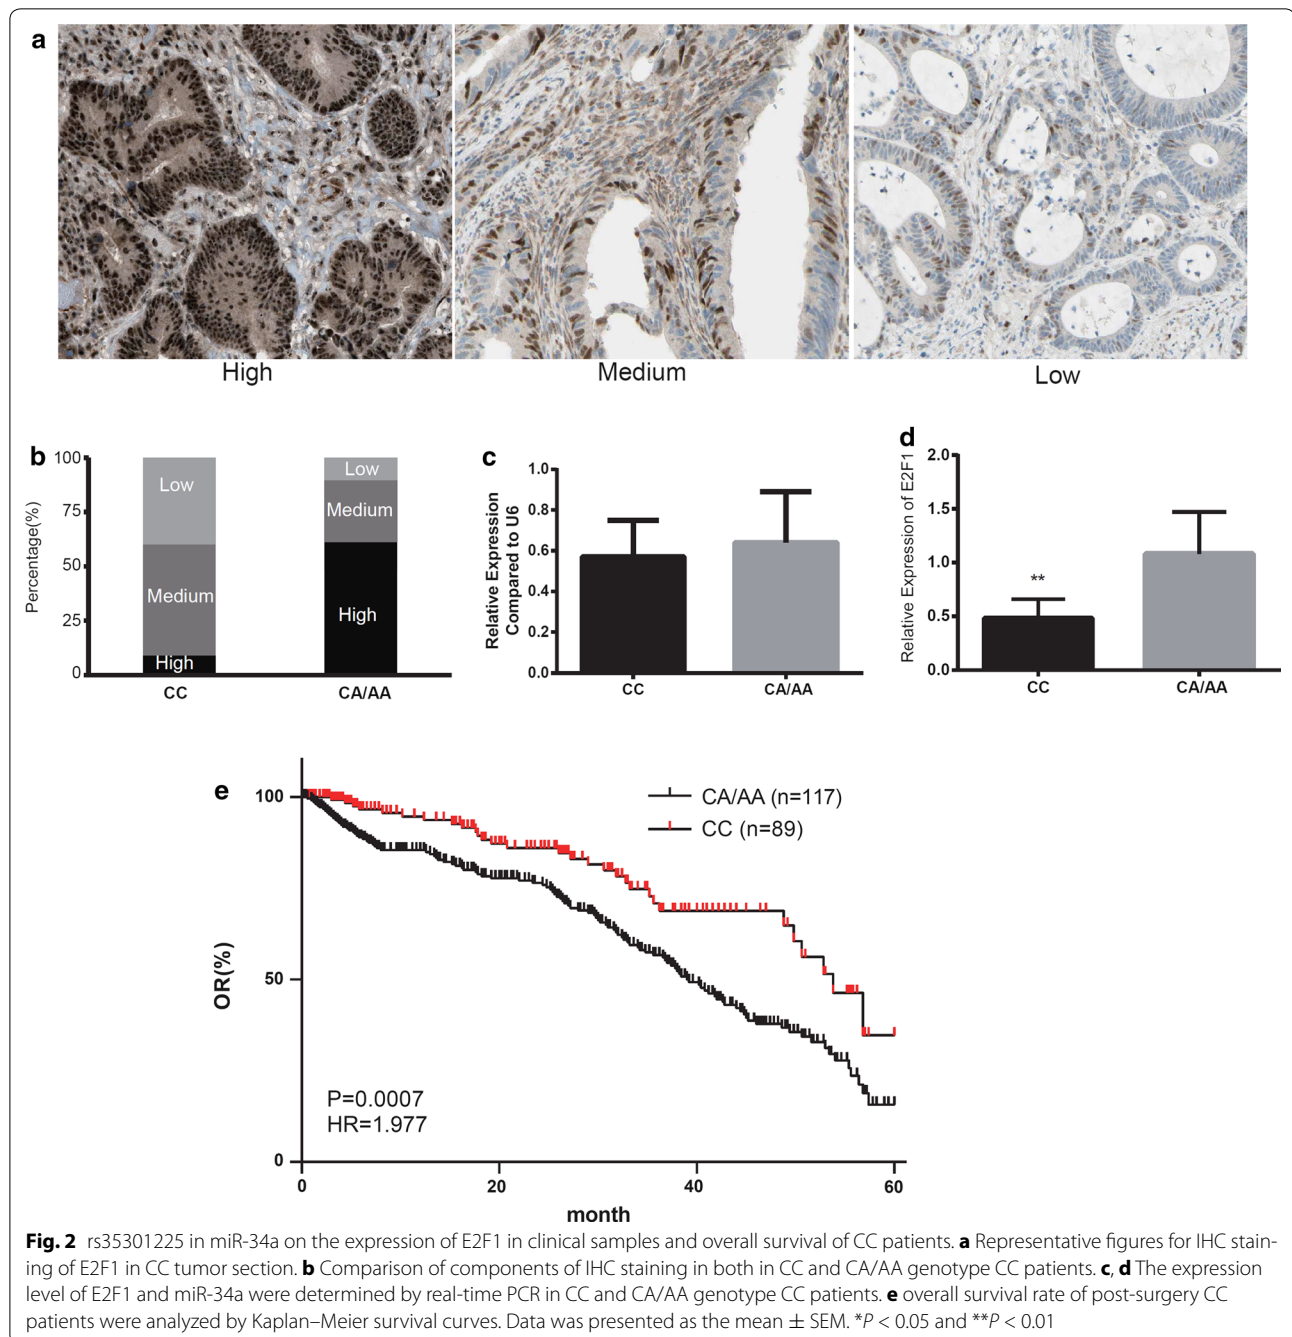 a
High Medium Low
b
Percentage(%)
100
75
50
25
0
Low
Medium
High
Low
Medium
High
CC CA/AA
c
Relative Expression
Compared to U6
1.0
0.8
0.6
0.4
0.2
0.0
CC CA/AA
d
Relative Expression of E2F1
2.0
1.5
1.0
0.5
0.0
**
CC CA/AA
e
OR(%)
100
50
0
CA/AA (n=117)
CC (n=89)
P=0.0007
HR=1.977
0 20 40 60
month
Fig. 2 rs35301225 in miR-34a on the expression of E2F1 in clinical samples and overall survival of CC patients. a Representative figures for IHC stain-
ing of E2F1 in CC tumor section. b Comparison of components of IHC staining in both in CC and CA/AA genotype CC patients. c, d The expression
level of E2F1 and miR-34a were determined by real-time PCR in CC and CA/AA genotype CC patients. e overall survival rate of post-surgery CC
patients were analyzed by Kaplan–Meier survival curves. Data was presented as the mean ± SEM. *P < 0.05 and **P < 0.01